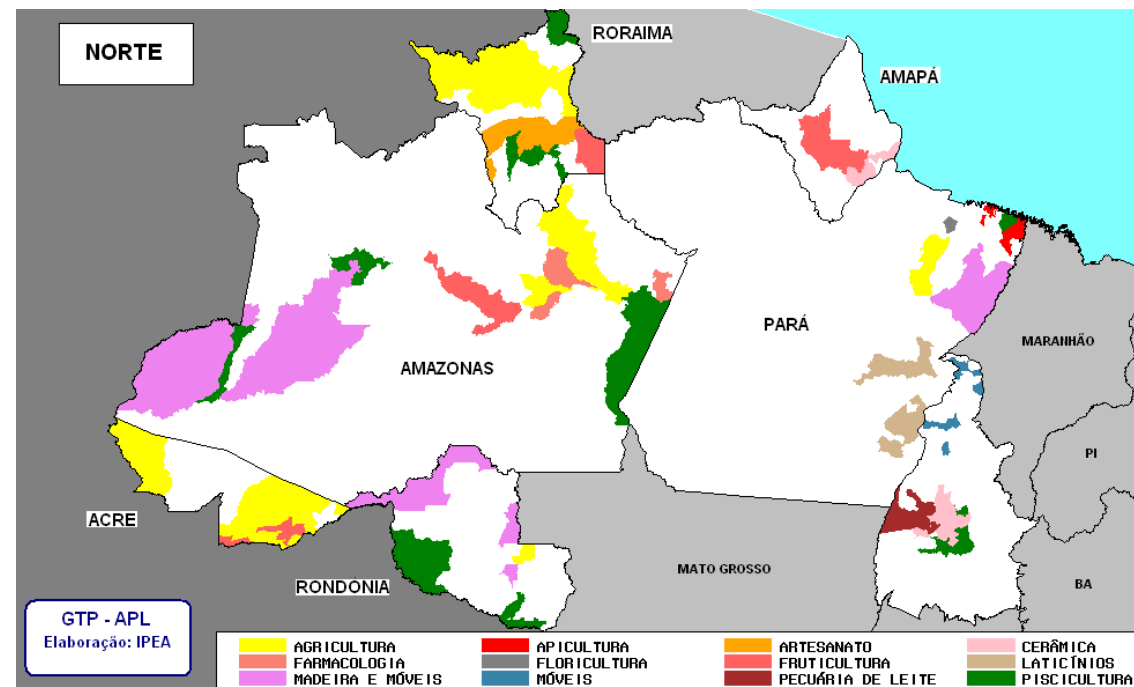 NORTE
RORAIMA
AMAPÁ
PARÁ
MARANHÃO
AMAZONAS
PI
ACRE
RONDÔNIA
MATO GROSSO
BA
GTP - APL
Elaboração: IPEA
AGRICULTURA
APICULTURA
ARTESANATO
CERÂMICA
FARMACOLOGIA
FLORICULTURA
FRUTICULTURA
LATICÍNIOS
MADEIRA E MÓVEIS
MÓVEIS
PECUÁRIA DE LEITE
PISCICULTURA